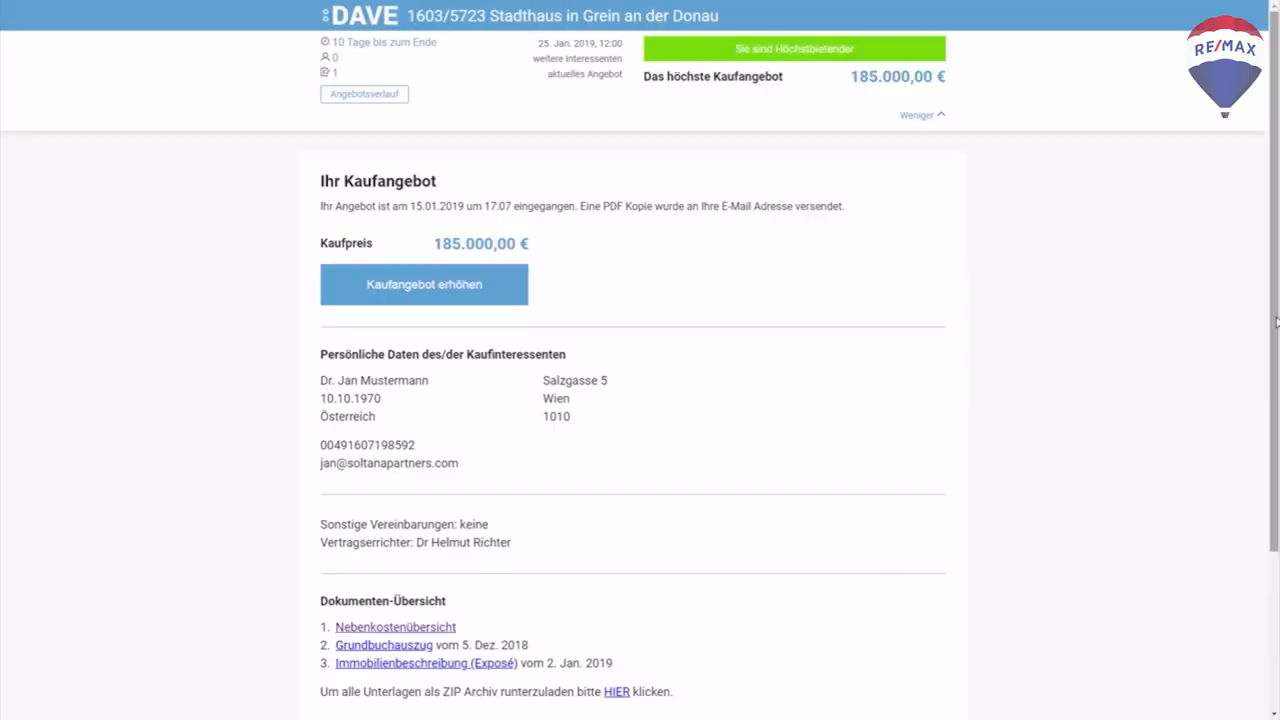 DAVE 1603/5723 Stadthaus in Grein an der Donau
RE/MAX
10 Tage bis zum Ende 25. Jan. 2019, 12:00
0 weitere Interessenten
1 aktuelles Angebot
Angebotsverlauf
Sie sind Höchstbietender
Das höchste Kaufangebot 185.000,00 €
Weniger
Ihr Kaufangebot
Ihr Angebot ist am 15.01.2019 um 17:07 eingegangen. Eine PDF Kopie wurde an Ihre E-Mail Adresse versendet.
Kaufpreis 185.000,00 €
Kaufangebot erhöhen
Persönliche Daten des/der Kaufinteressenten
Dr. Jan Mustermann Salzgasse 5
10.10.1970 Wien
Österreich 1010
00491607198592
jan@soltanapartners.com
Sonstige Vereinbarungen: keine
Vertragserrichter: Dr Helmut Richter
Dokumenten-Übersicht
1. Nebenkostenübersicht
2. Grundbuchauszug vom 5. Dez. 2018
3. Immobilienbeschreibung (Exposé) vom 2. Jan. 2019
Um alle Unterlagen als ZIP Archiv runterzuladen bitte HIER klicken.